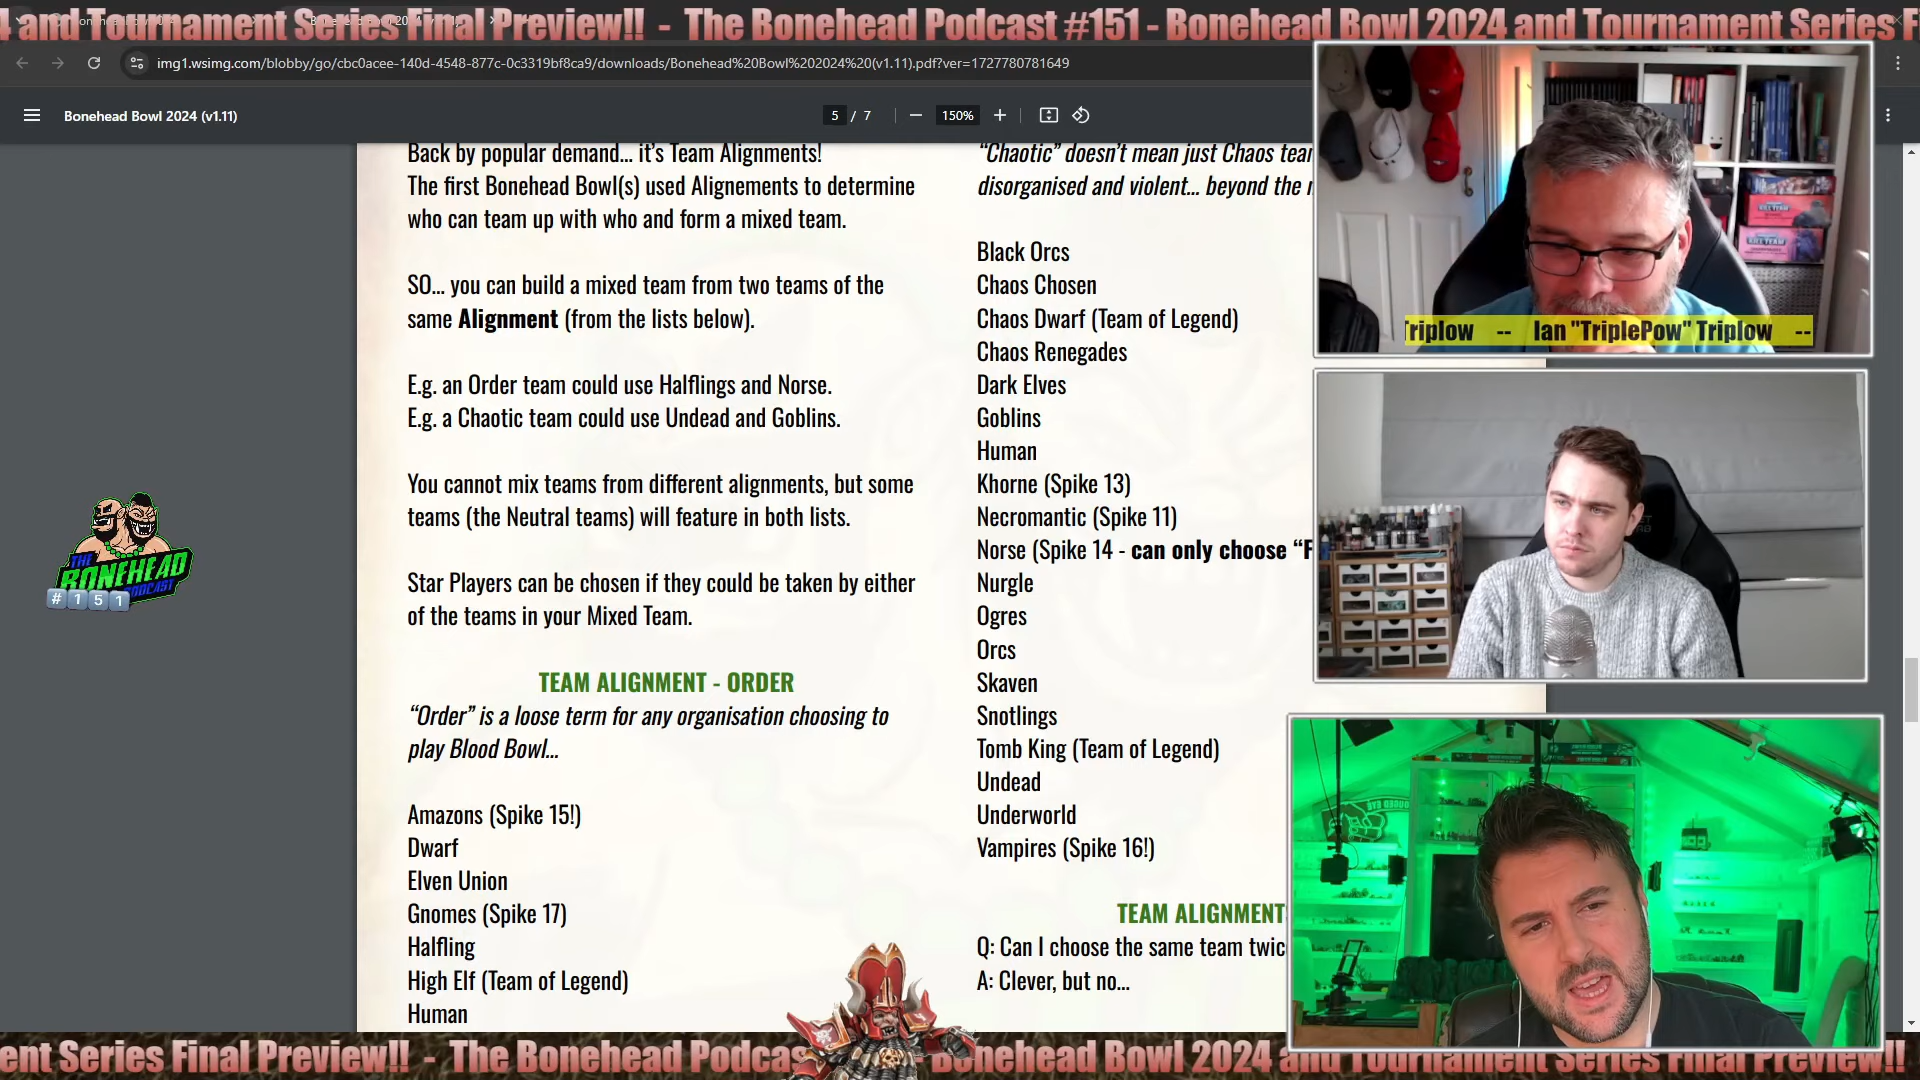 4 and Tournament Series Final Preview!! - The Bonehead Podcast #151 - Bonehead Bowl 2024 and Tournament Series Fi
img1.wsimg.com/blobby/go/cbc0acee-140d-4548-877c-0c3319bf8ca9/downloads/Bonehead%20Bowl%202024%20(v1.11).pdf?ver=1727780781649
Bonehead Bowl 2024 (v1.11)
5 / 7
150%
Back by popular demand... it's Team Alignments!
The first Bonehead Bowl(s) used Alignements to determine
who can team up with who and form a mixed team.
SO... you can build a mixed team from two teams of the
same Alignment (from the lists below).
E.g. an Order team could use Halflings and Norse.
E.g. a Chaotic team could use Undead and Goblins.
You cannot mix teams from different alignments, but some
teams (the Neutral teams) will feature in both lists.
Star Players can be chosen if they could be taken by either
of the teams in your Mixed Team.
TEAM ALIGNMENT - ORDER
“Order” is a loose term for any organisation choosing to
play Blood Bowl...
Amazons (Spike 15!)
Dwarf
Elven Union
Gnomes (Spike 17)
Halfling
High Elf (Team of Legend)
Human
“Chaotic” doesn't mean just Chaos tea
disorganised and violent... beyond the
Black Orcs
Chaos Chosen
Chaos Dwarf (Team of Legend)
Chaos Renegades
Dark Elves
Goblins
Human
Khorne (Spike 13)
Necromantic (Spike 11)
Norse (Spike 14 - can only choose “F
Nurgle
Ogres
Orcs
Skaven
Snotlings
Tomb King (Team of Legend)
Undead
Underworld
Vampires (Spike 16!)
TEAM ALIGNMENT
Q: Can I choose the same team twic
A: Clever, but no...
Triplow -- Ian "TriplePow" Triplow --
THE
BONEHEAD
PODCAST
#151
KILL TEAM
KILL TEAM
ent Series Final Preview!! - The Bonehead Podcas Bonehead Bowl 2024 and Tournament Series Final Preview!!